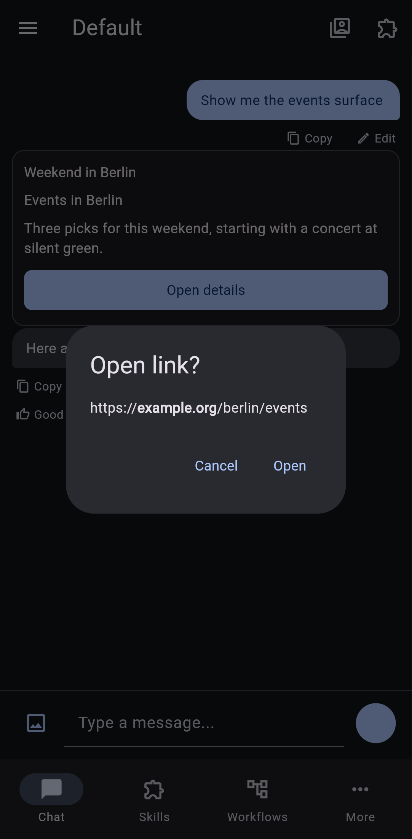 Default
Show me the events surface
Copy
Edit
Weekend in Berlin
Events in Berlin
Three picks for this weekend, starting with a concert at
silent green.
Open details
Here a
Copy
Good
Open link?
https://example.org/berlin/events
Cancel
Open
Type a message...
Chat
Skills
Workflows
More